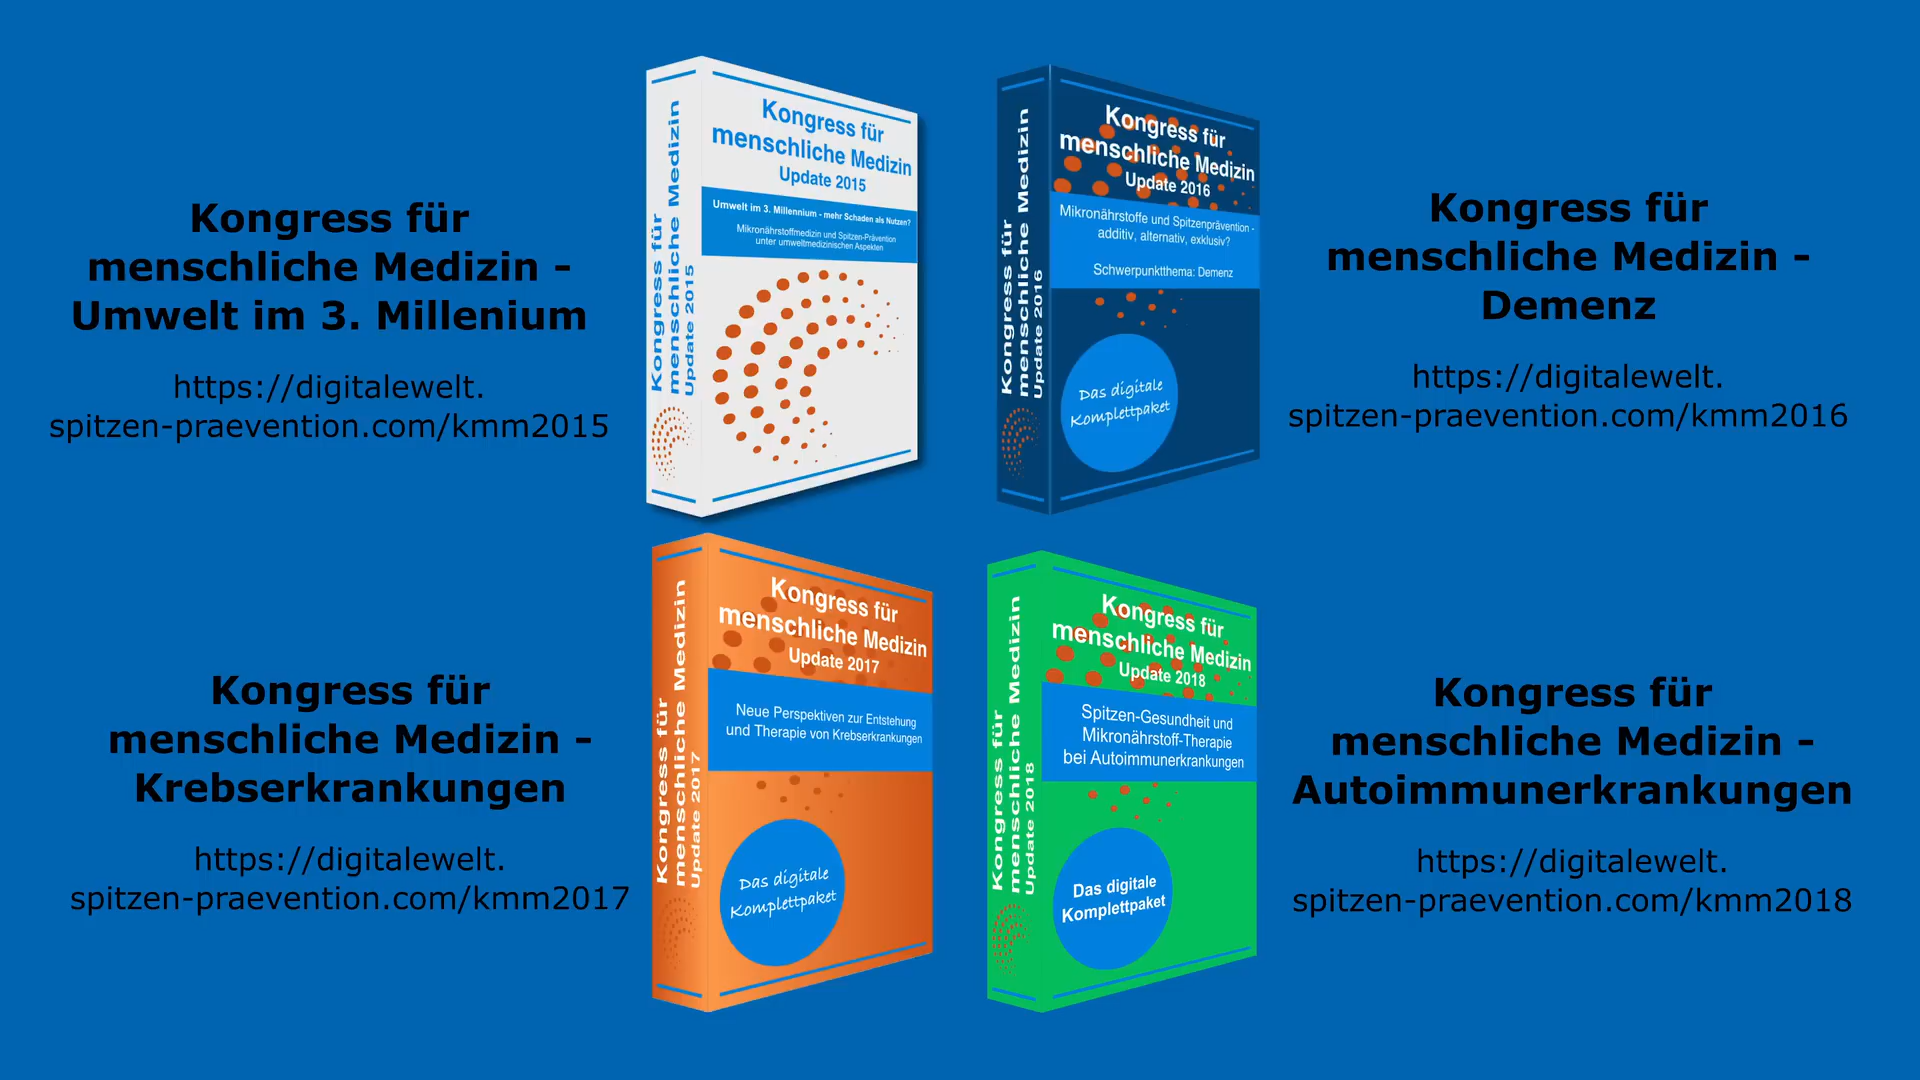 Kongress für
menschliche Medizin -
Umwelt im 3. Millenium
https://digitalewelt.
spitzen-praevention.com/kmm2015
Kongress für
menschliche Medizin
Update 2015
Kongress für
menschliche Medizin
Update 2015
Umwelt im 3. Millennium - mehr Schaden als Nutzen?
Mikronährstoffmedizin und Spitzen-Prävention
unter umweltmedizinischen Aspekten
Kongress für
menschliche Medizin
Update 2016
Kongress für
menschliche Medizin
Update 2016
Mikronährstoffe und Spitzenprävention -
additiv, alternativ, exklusiv?
Schwerpunktthema: Demenz
Das digitale
Komplettpaket
Kongress für
menschliche Medizin -
Demenz
https://digitalewelt.
spitzen-praevention.com/kmm2016
Kongress für
menschliche Medizin -
Krebserkrankungen
https://digitalewelt.
spitzen-praevention.com/kmm2017
Kongress für
menschliche Medizin
Update 2017
Kongress für
menschliche Medizin
Update 2017
Neue Perspektiven zur Entstehung
und Therapie von Krebserkrankungen
Das digitale
Komplettpaket
Kongress für
menschliche Medizin
Update 2018
Kongress für
menschliche Medizin
Update 2018
Spitzen-Gesundheit und
Mikronährstoff-Therapie
bei Autoimmunerkrankungen
Das digitale
Komplettpaket
Kongress für
menschliche Medizin -
Autoimmunerkrankungen
https://digitalewelt.
spitzen-praevention.com/kmm2018